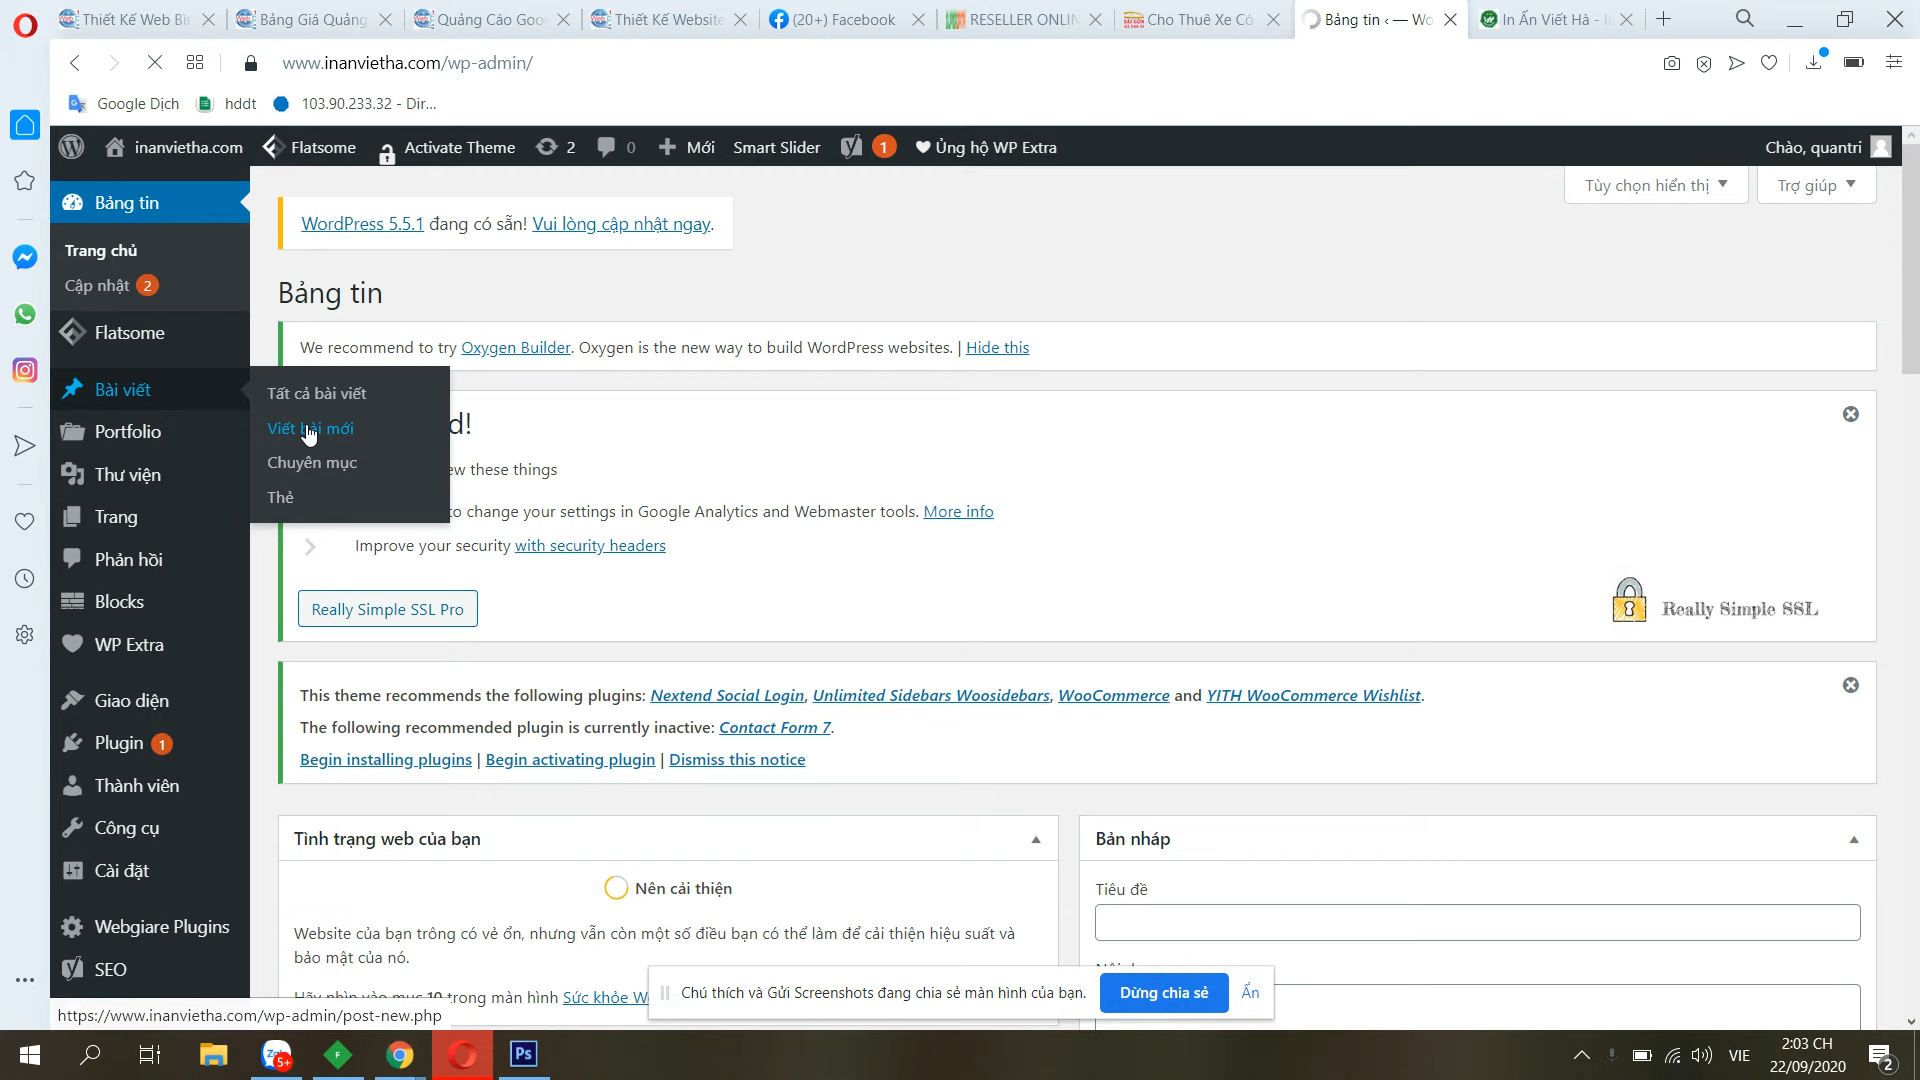 Thiết Kế Web Bìn
Bảng Giá Quảng
Quảng Cáo Goo
Thiết Kế Website
(20+) Facebook
RESELLER ONLIN
Cho Thuê Xe Cô
Bảng tin ‹ — Wo
In Ấn Viết Hà - I
www.inanvietha.com/wp-admin/
Google Dịch
hddt
103.90.233.32 - Dir...
inanvietha.com
Flatsome
Activate Theme
2
0
Mới
Smart Slider
1
Ủng hộ WP Extra
Chào, quantri
Tùy chọn hiển thị
Trợ giúp
Bảng tin
Trang chủ
Cập nhật 2
Flatsome
Bài viết
Portfolio
Thư viện
Trang
Phản hồi
Blocks
WP Extra
Giao diện
Plugin 1
Thành viên
Công cụ
Cài đặt
Webgiare Plugins
SEO
Tất cả bài viết
Viết bài mới
Chuyên mục
Thẻ
WordPress 5.5.1 đang có sẵn! Vui lòng cập nhật ngay.
Bảng tin
We recommend to try Oxygen Builder. Oxygen is the new way to build WordPress websites. | Hide this
d!
ew these things
to change your settings in Google Analytics and Webmaster tools. More info
Improve your security with security headers
Really Simple SSL Pro
Really Simple SSL
This theme recommends the following plugins: Nextend Social Login, Unlimited Sidebars Woosidebars, WooCommerce and YITH WooCommerce Wishlist.
The following recommended plugin is currently inactive: Contact Form 7.
Begin installing plugins | Begin activating plugin | Dismiss this notice
Tình trạng web của bạn
Nên cải thiện
Website của bạn trông có vẻ ổn, nhưng vẫn còn một số điều bạn có thể làm để cải thiện hiệu suất và
bảo mật của nó.
Hãy nhìn vào mục 10 trong màn hình Sức khỏe W
Bản nháp
Tiêu đề
Chú thích và Gửi Screenshots đang chia sẻ màn hình của bạn.
Dừng chia sẻ
Ẩn
https://www.inanvietha.com/wp-admin/post-new.php
5+
F
Ps
VIE
2:03 CH
22/09/2020
2